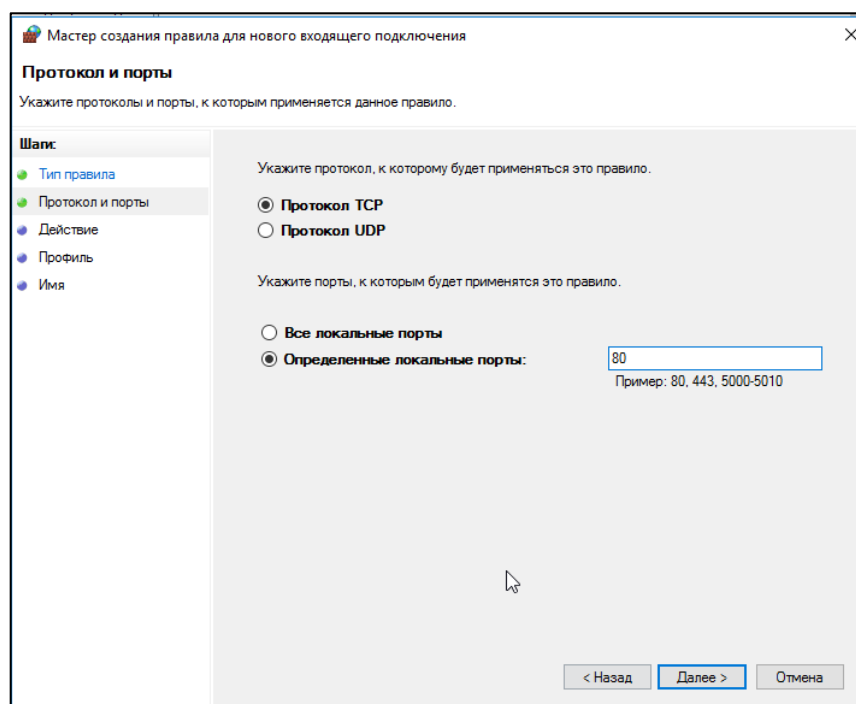 Мастер создания правила для нового входящего подключения
Протокол и порты
Укажите протоколы и порты, к которым применяется данное правило.
Шаги:
Тип правила
Протокол и порты
Действие
Профиль
Имя
Укажите протокол, к которому будет применяться это правило.
Протокол TCP
Протокол UDP
Укажите порты, к которым будет применятся это правило.
Все локальные порты
Определенные локальные порты:
80
Пример: 80, 443, 5000-5010
< Назад
Далее >
Отмена